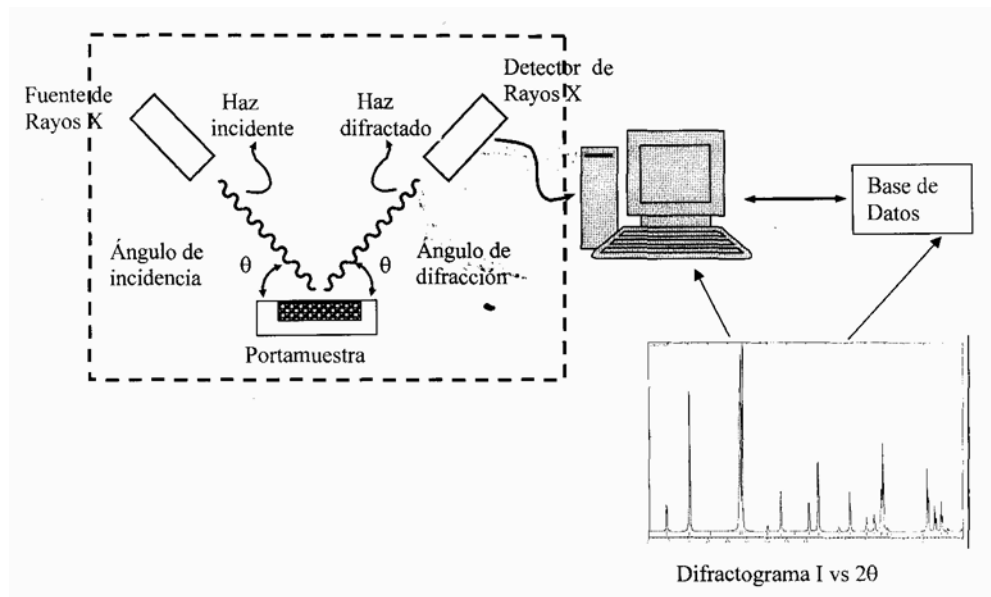 Fuente de
Rayos X
Haz
incidente
Haz
difractado
Detector de
Rayos X
Ángulo de
incidencia
θ
θ
Ángulo de
difracción
Portamuestra
Base de
Datos
Difractograma I vs 2θ